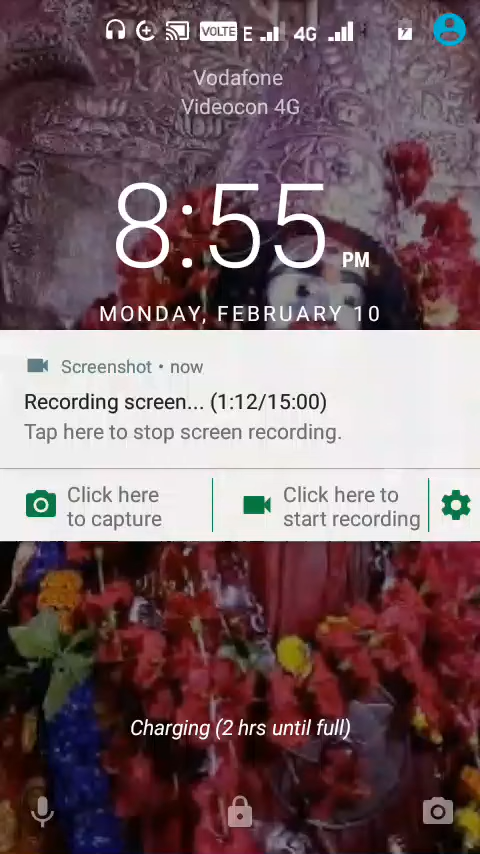 VOLTE E 4G
Vodafone
Videocon 4G
8:55 PM
MONDAY, FEBRUARY 10
Screenshot • now
Recording screen... (1:12/15:00)
Tap here to stop screen recording.
Click here
to capture
Click here to
start recording
Charging (2 hrs until full)